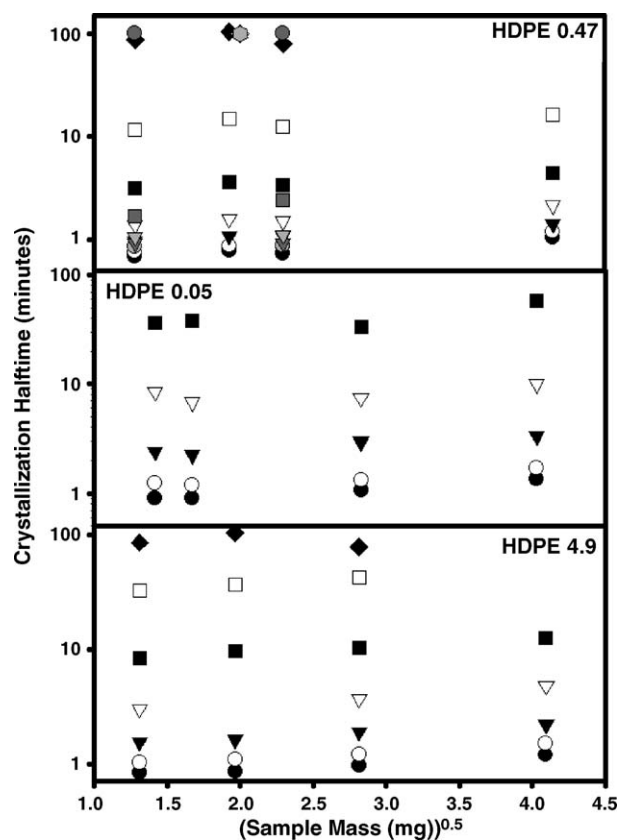 100
HDPE 0.47
10
1
100
HDPE 0.05
10
1
100
HDPE 4.9
10
1
Crystallization Halftime (minutes)
1.0 1.5 2.0 2.5 3.0 3.5 4.0 4.5
(Sample Mass (mg))^0.5